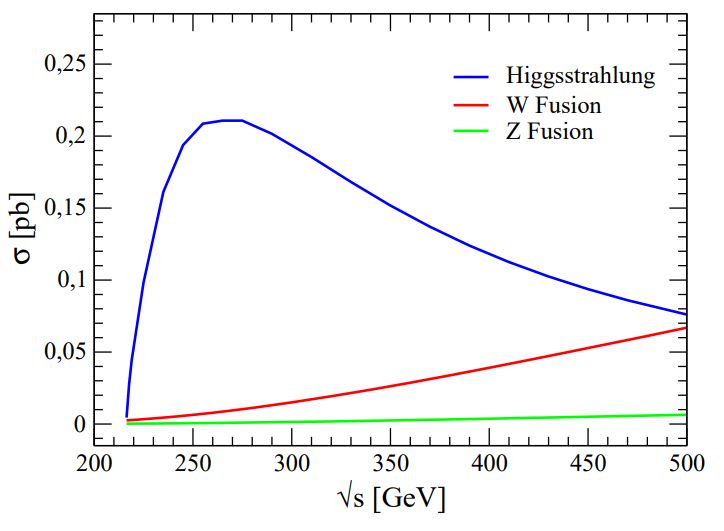 0,25
0,2
0,15
0,1
0,05
0
σ [pb]
Higgsstrahlung
W Fusion
Z Fusion
200 250 300 350 400 450 500
√s [GeV]